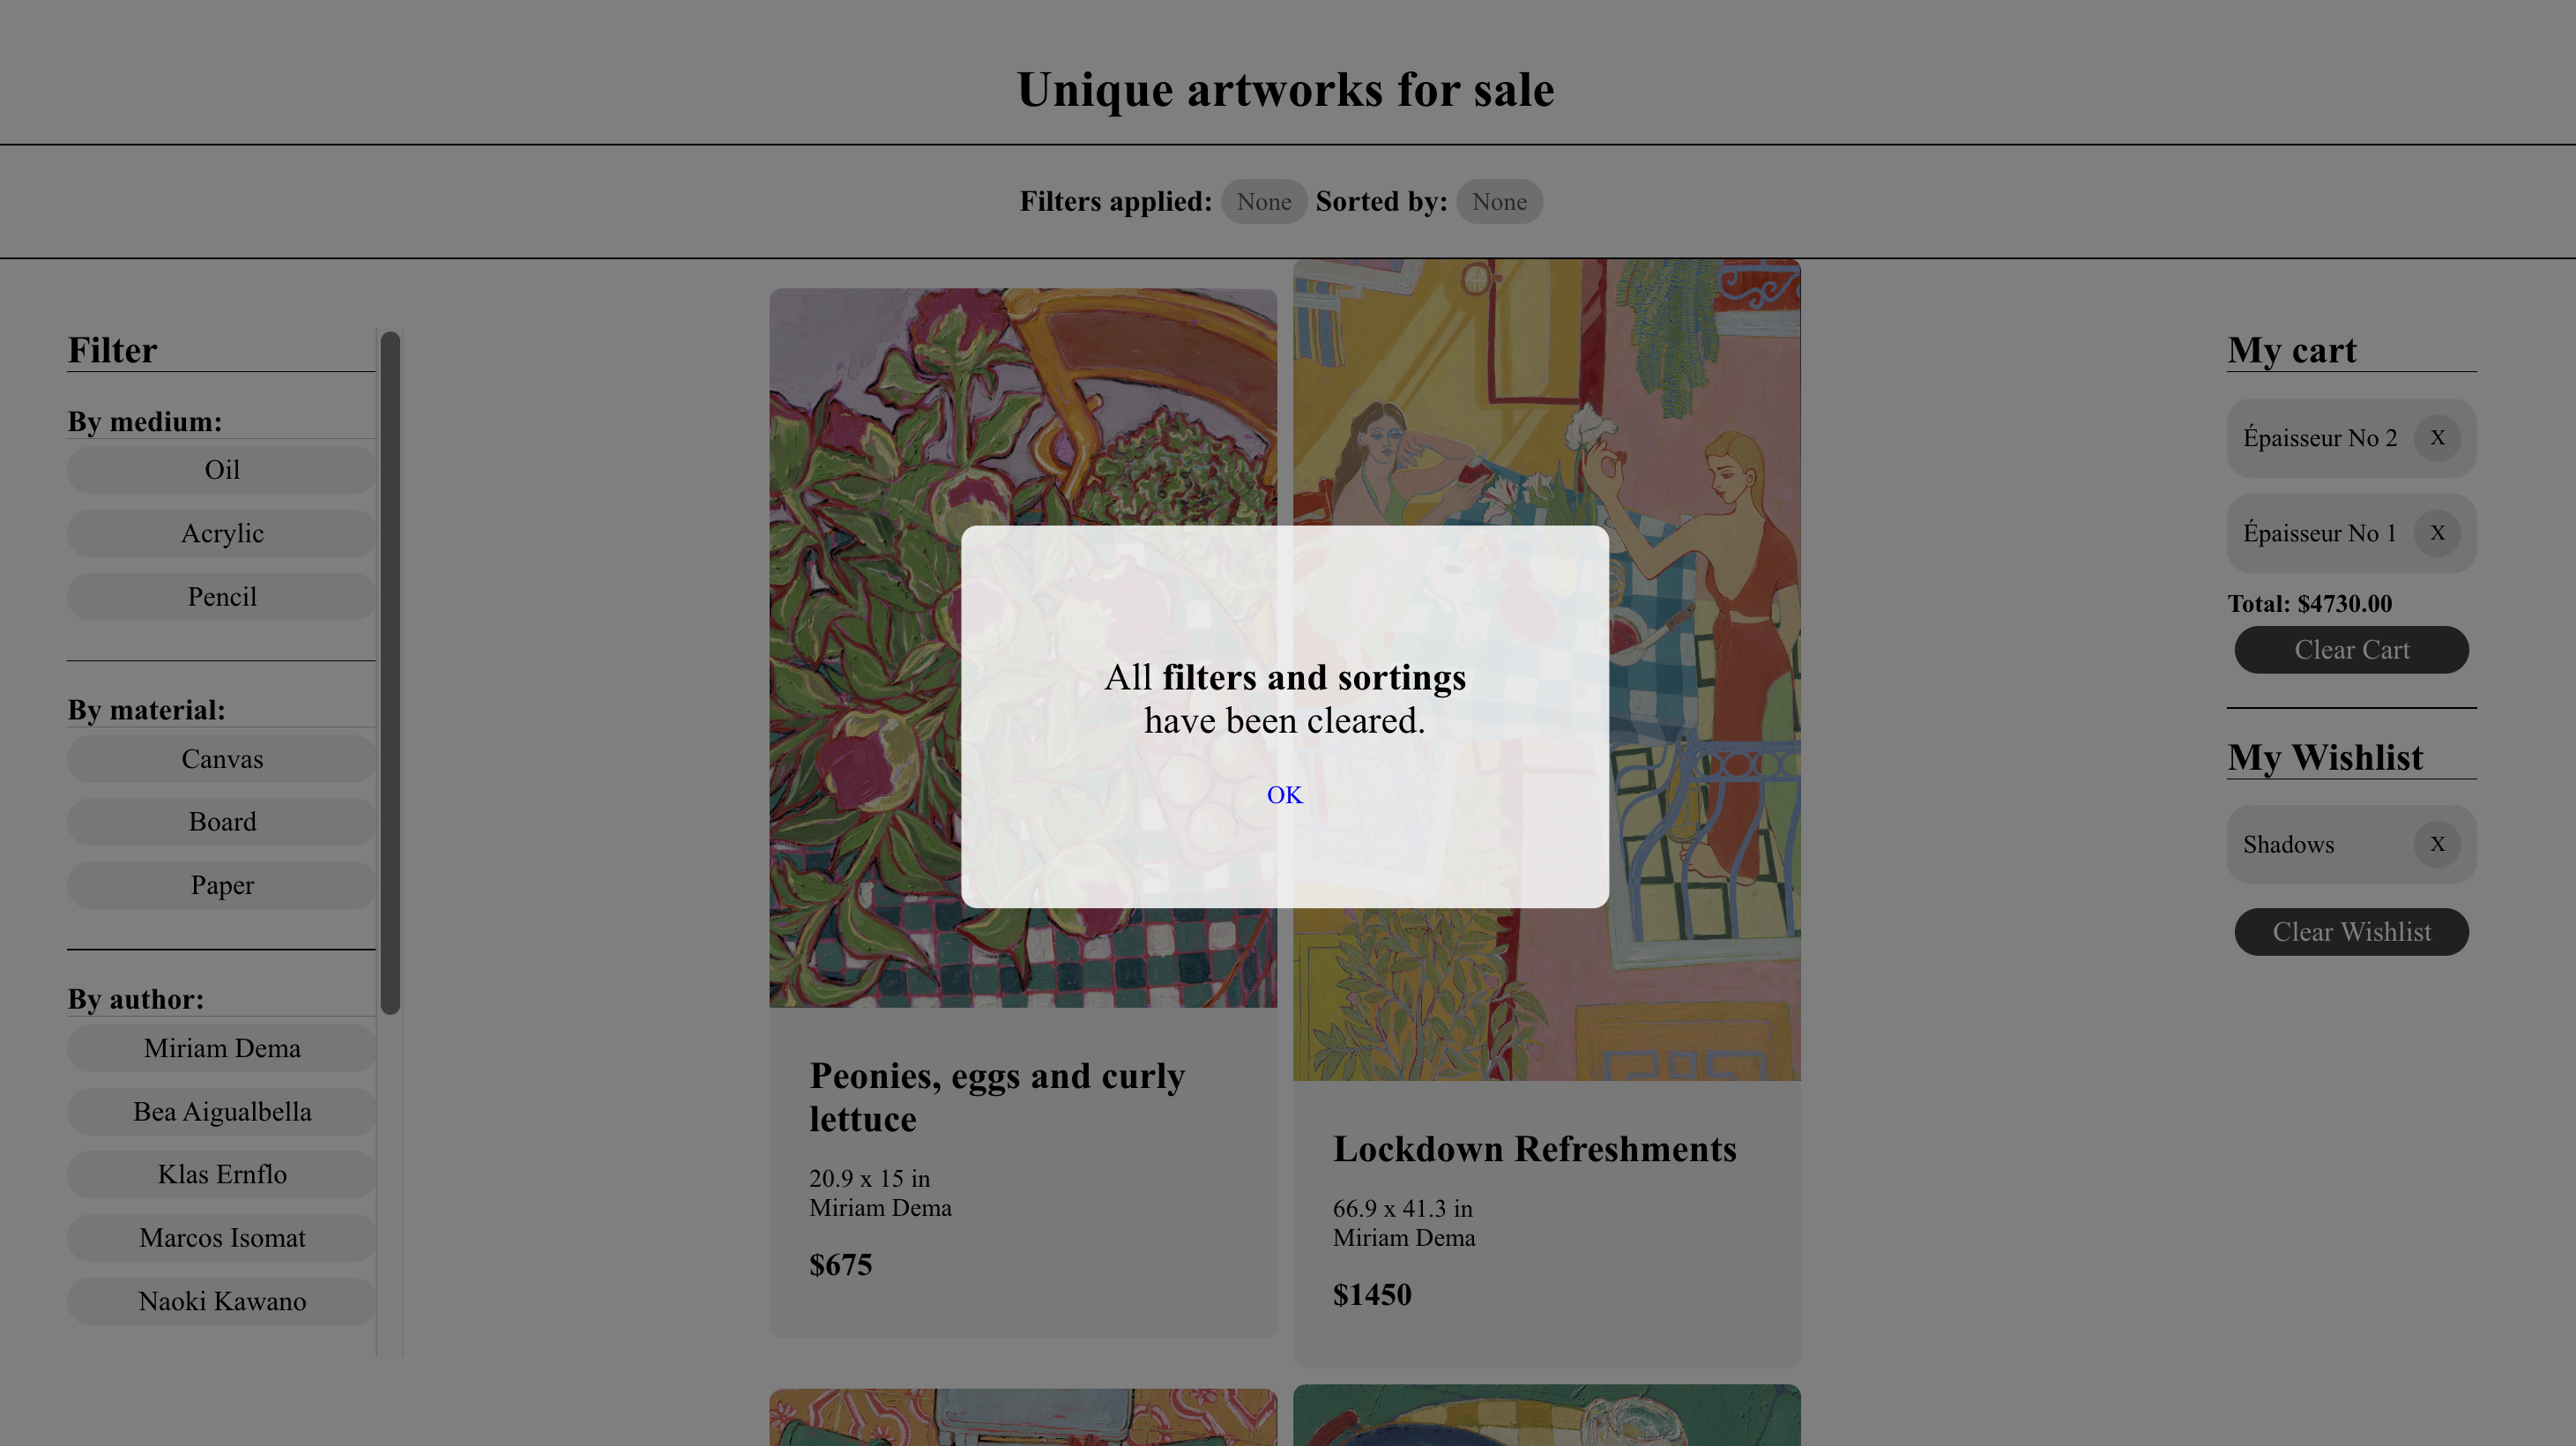 Unique artworks for sale
Filters applied: None Sorted by: None
Filter
By medium:
Oil
Acrylic
Pencil
By material:
Canvas
Board
Paper
By author:
Miriam Dema
Bea Aigualbella
Klas Ernflo
Marcos Isomat
Naoki Kawano
All filters and sortings
have been cleared.
OK
Peonies, eggs and curly
lettuce
20.9 x 15 in
Miriam Dema
$675
Lockdown Refreshments
66.9 x 41.3 in
Miriam Dema
$1450
My cart
Épaisseur No 2 X
Épaisseur No 1 X
Total: $4730.00
Clear Cart
My Wishlist
Shadows X
Clear Wishlist